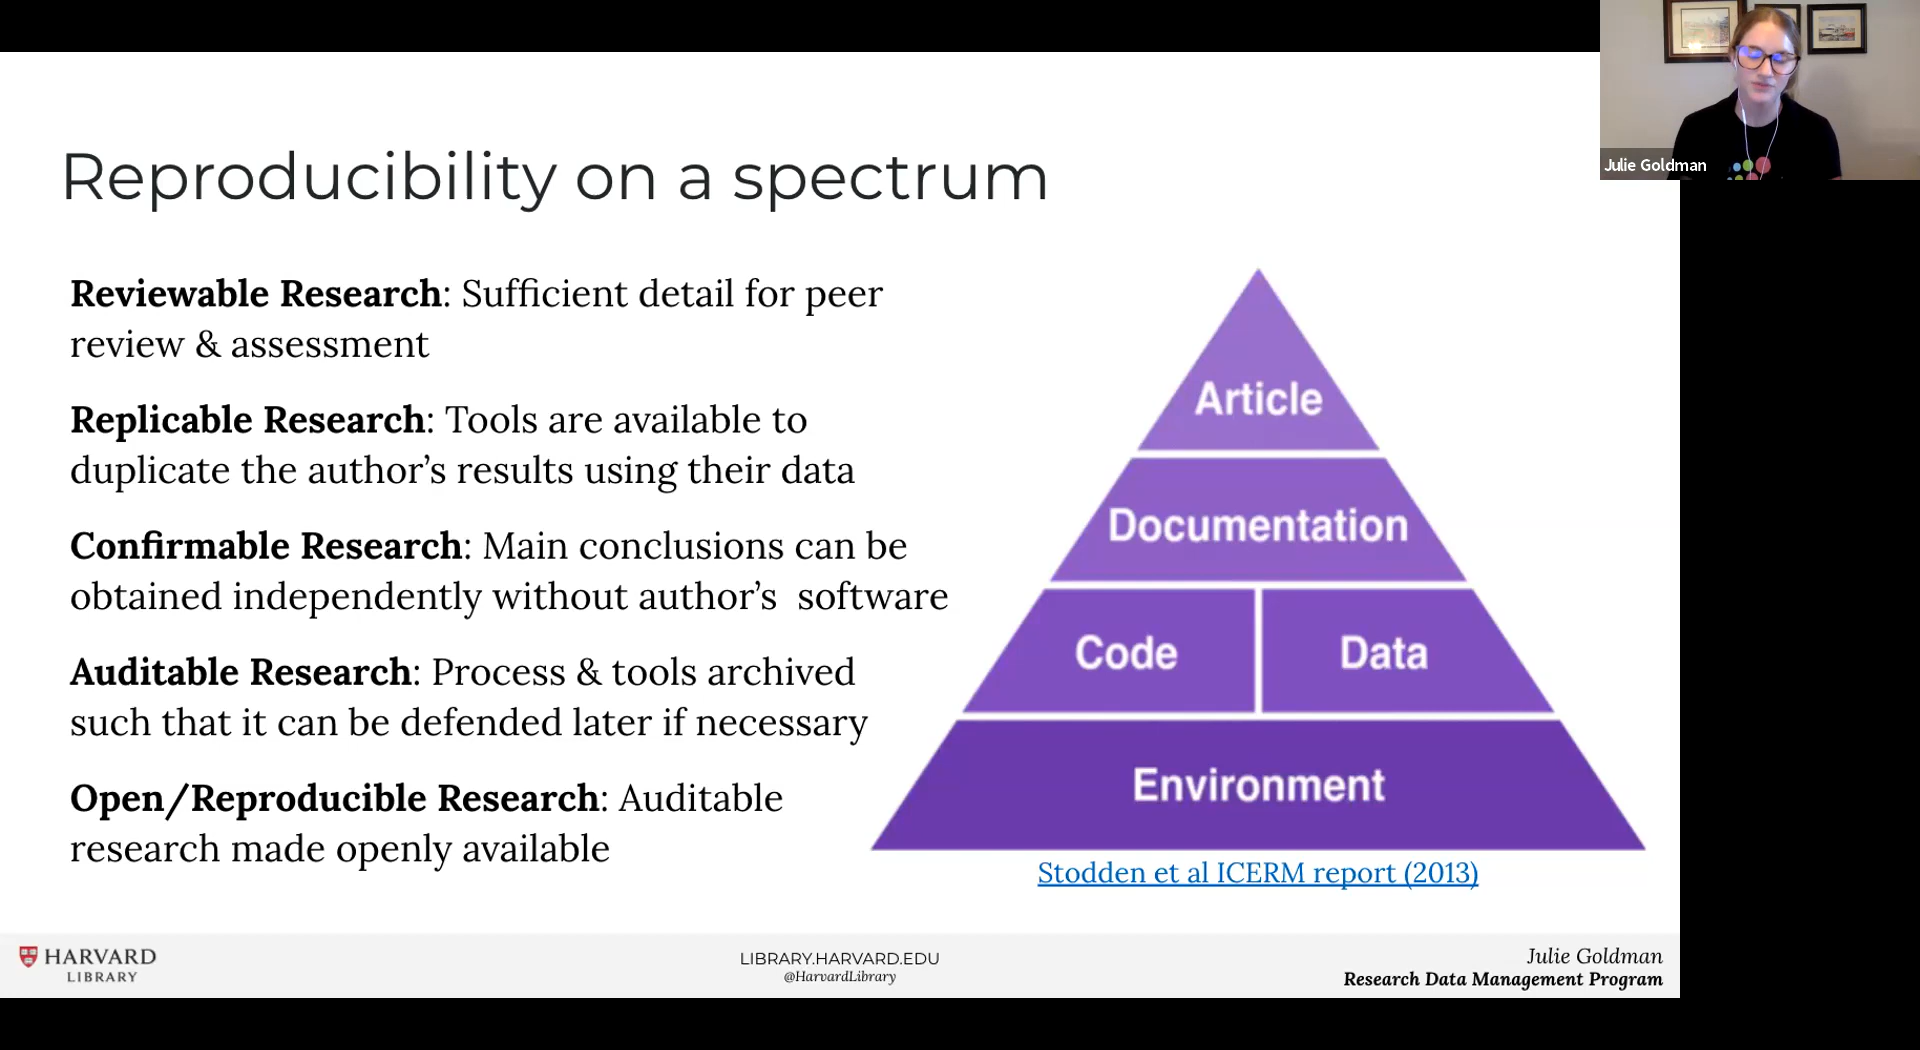 Julie Goldman
Reproducibility on a spectrum
Reviewable Research: Sufficient detail for peer
review & assessment
Replicable Research: Tools are available to
duplicate the author’s results using their data
Confirmable Research: Main conclusions can be
obtained independently without author’s  software
Auditable Research: Process & tools archived
such that it can be defended later if necessary
Open/Reproducible Research: Auditable
research made openly available
Article
Documentation
Code Data
Environment
Stodden et al ICERM report (2013)
HARVARD
LIBRARY
LIBRARY.HARVARD.EDU
@HarvardLibrary
Julie Goldman
Research Data Management Program